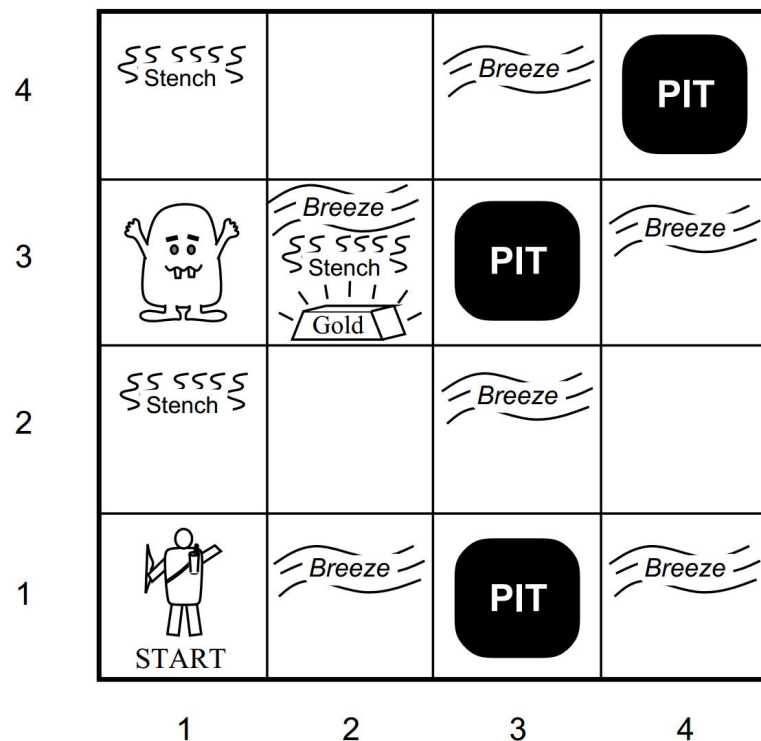 4
Stench
Breeze
PIT
3
Breeze
Stench
Gold
PIT
Breeze
2
Stench
Breeze
1
START
Breeze
PIT
Breeze
1 2 3 4